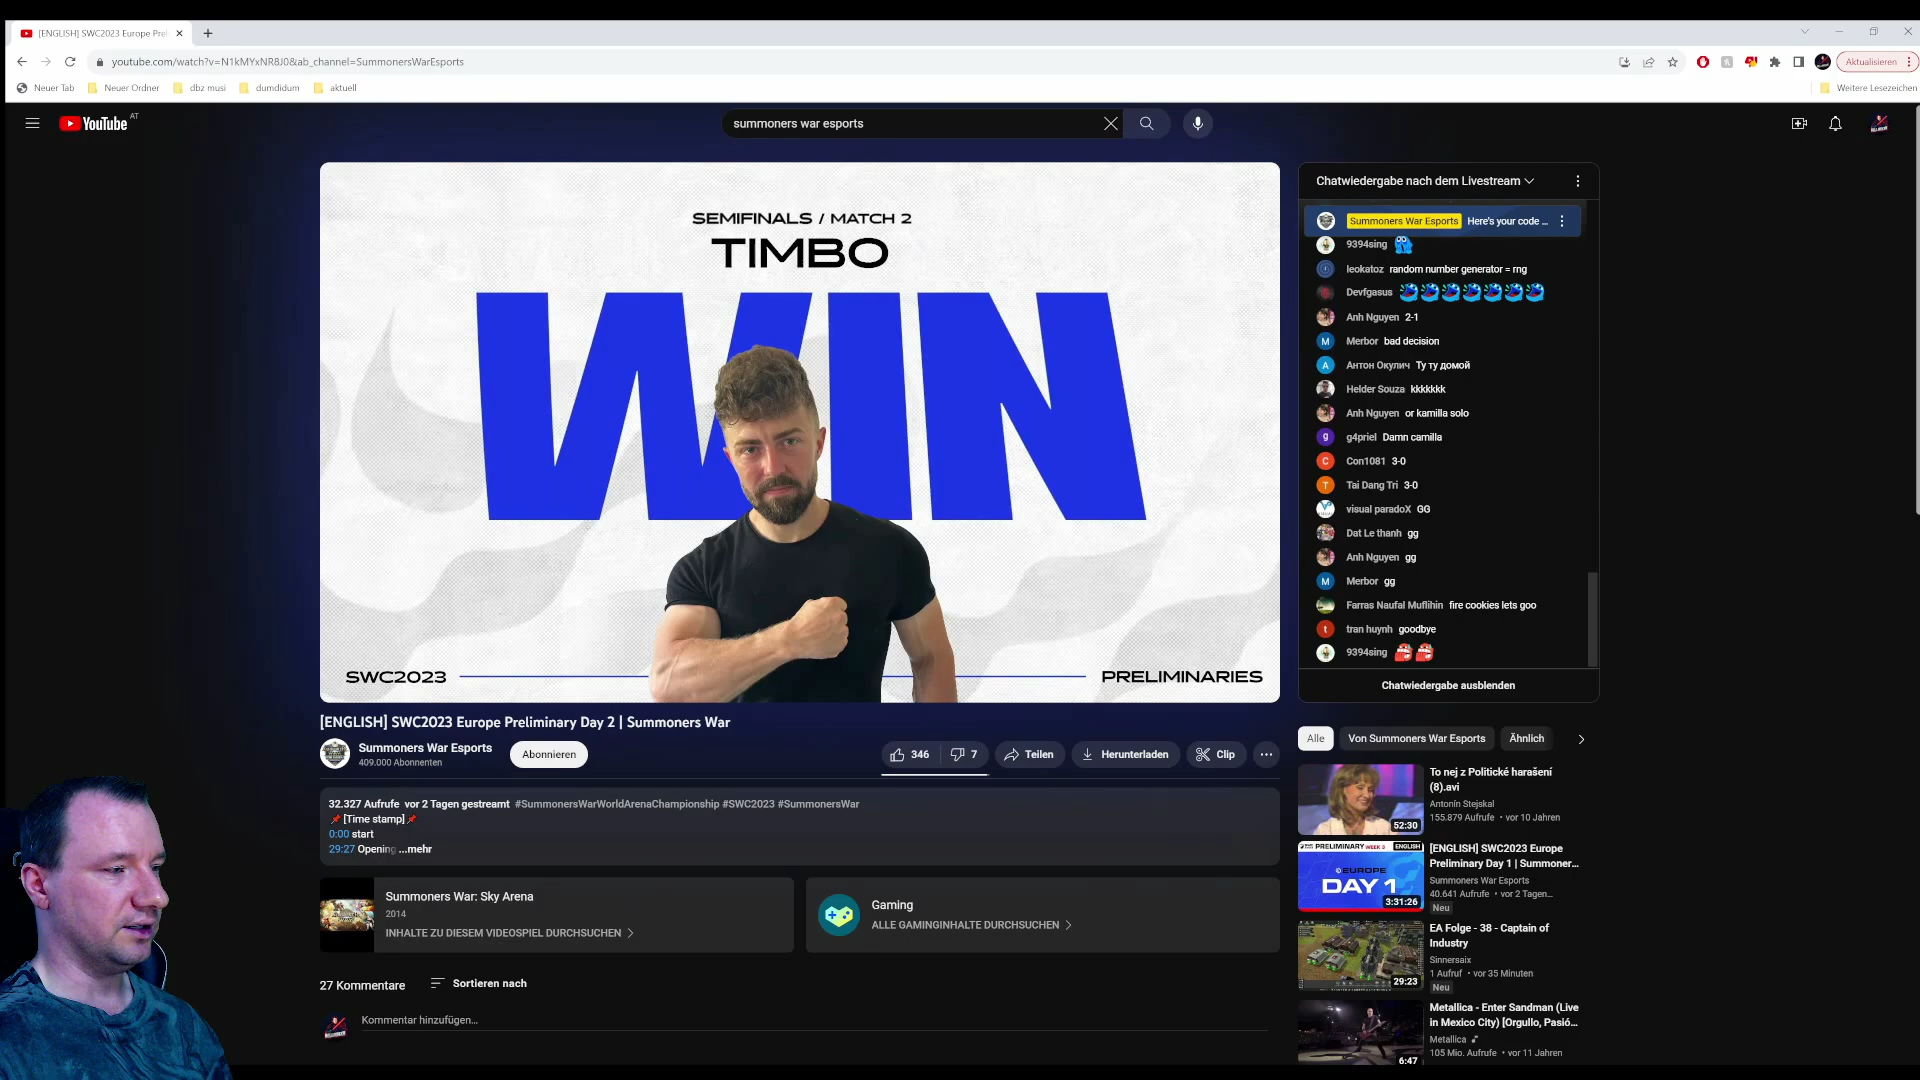 [ENGLISH] SWC2023 Europe Prel
youtube.com/watch?v=N1kMYxNR8J0&ab_channel=SummonersWarEsports
Aktualisieren
Neuer Tab
Neuer Ordner
dbz musi
dumdidum
aktuell
Weitere Lesezeichen
YouTube AT
summoners war esports
SEMIFINALS / MATCH 2
TIMBO
WIN
SWC2023
PRELIMINARIES
Chatwiedergabe nach dem Livestream
Summoners War Esports Here's your code ...
9394sing
leokatoz random number generator = rng
Devfgasus
Anh Nguyen 2-1
Merbor bad decision
Антон Окулич Ту ту домой
Helder Souza kkkkkkk
Anh Nguyen or kamilla solo
g4priel Damn camilla
Con1081 3-0
Tai Dang Tri 3-0
visual paradoX GG
Dat Le thanh gg
Anh Nguyen gg
Merbor gg
Farras Naufal Muflihin fire cookies lets goo
tran huynh goodbye
9394sing
Chatwiedergabe ausblenden
[ENGLISH] SWC2023 Europe Preliminary Day 2 | Summoners War
Summoners War Esports
409.000 Abonnenten
Abonnieren
346
7
Teilen
Herunterladen
Clip
32.327 Aufrufe vor 2 Tagen gestreamt #SummonersWarWorldArenaChampionship #SWC2023 #SummonersWar
[Time stamp]
0:00 start
29:27 Opening ...mehr
Summoners War: Sky Arena
2014
INHALTE ZU DIESEM VIDEOSPIEL DURCHSUCHEN
Gaming
ALLE GAMINGINHALTE DURCHSUCHEN
27 Kommentare
Sortieren nach
Kommentar hinzufügen...
Alle
Von Summoners War Esports
Ähnlich
52:30
To nej z Politické harašení
(8).avi
Antonín Stejskal
155.879 Aufrufe • vor 10 Jahren
PRELIMINARY WEEK 3
ENGLISH
EUROPE
DAY 1
3:31:26
[ENGLISH] SWC2023 Europe
Preliminary Day 1 | Summoner...
Summoners War Esports
40.641 Aufrufe • vor 2 Tagen...
Neu
29:23
EA Folge - 38 - Captain of
Industry
Sinnersaix
1 Aufruf • vor 35 Minuten
Neu
6:47
Metallica - Enter Sandman (Live
in Mexico City) [Orgullo, Pasió...
Metallica
105 Mio. Aufrufe • vor 11 Jahren